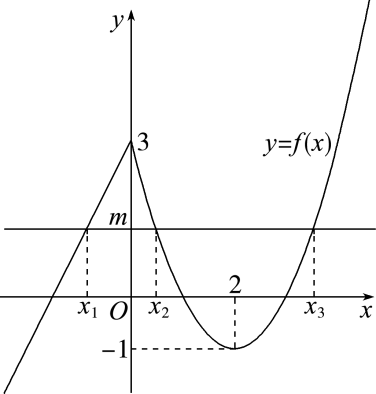 y
3
y=f(x)
m
2
x₁ O x₂ x₃ x
−1